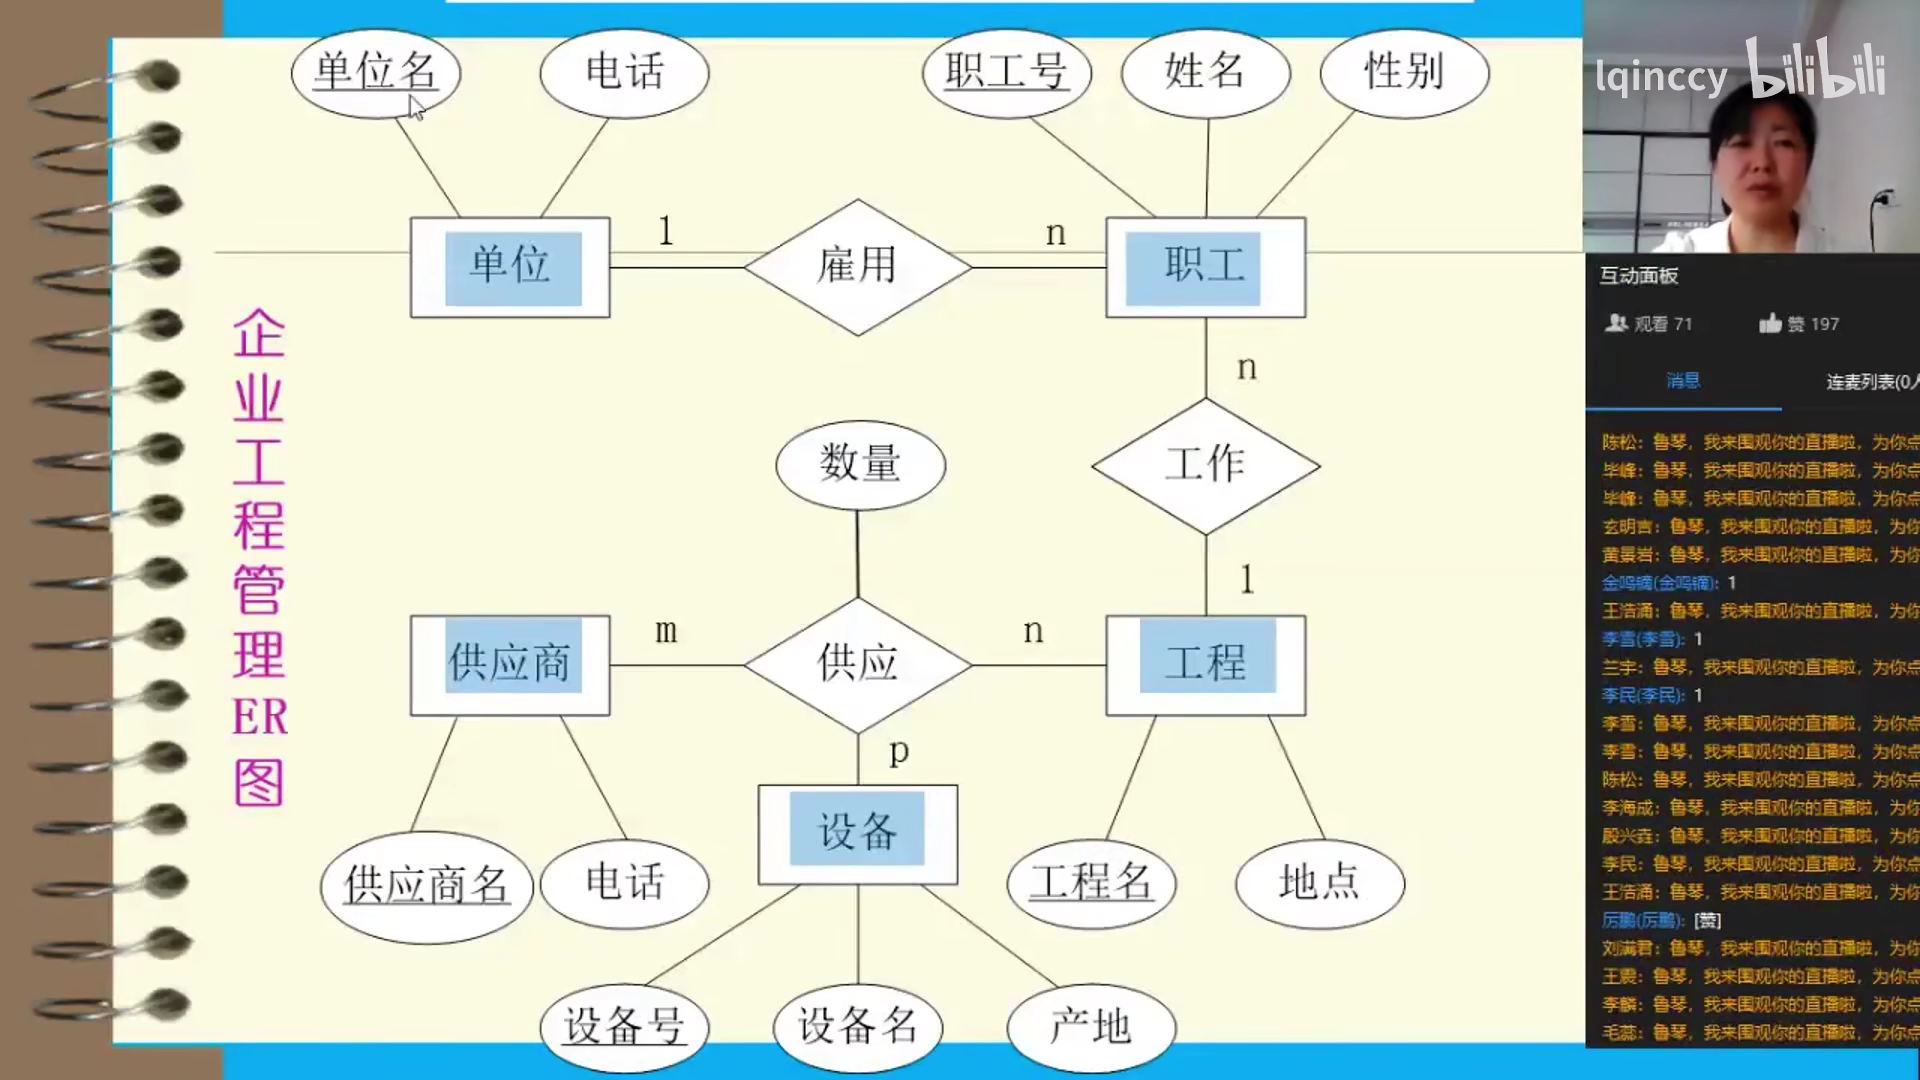 单位名
电话
职工号
姓名
性别
单位
1
雇用
n
职工
n
工作
1
数量
供应商
m
供应
n
工程
p
设备
供应商名
电话
工程名
地点
设备号
设备名
产地
企业工程管理ER图
lqinccy bilibili
互动面板
观看 71
赞 197
消息
连麦列表(0人
陈松：鲁琴，我来围观你的直播啦，为你点
毕峰：鲁琴，我来围观你的直播啦，为你点
毕峰：鲁琴，我来围观你的直播啦，为你点
玄明言：鲁琴，我来围观你的直播啦，为你
黄景岩：鲁琴，我来围观你的直播啦，为你
金鸣镝(金鸣镝)：1
王浩涌：鲁琴，我来围观你的直播啦，为你
李雪(李雪)：1
兰宇：鲁琴，我来围观你的直播啦，为你点
李民(李民)：1
李雪：鲁琴，我来围观你的直播啦，为你点
李雪：鲁琴，我来围观你的直播啦，为你点
陈松：鲁琴，我来围观你的直播啦，为你点
李海成：鲁琴，我来围观你的直播啦，为你
殷兴垚：鲁琴，我来围观你的直播啦，为你
李民：鲁琴，我来围观你的直播啦，为你点
王浩涌：鲁琴，我来围观你的直播啦，为你
厉鹏(厉鹏)：[赞]
刘满君：鲁琴，我来围观你的直播啦，为你
王震：鲁琴，我来围观你的直播啦，为你点
李麟：鲁琴，我来围观你的直播啦，为你点
毛蕊：鲁琴，我来围观你的直播啦，为你点